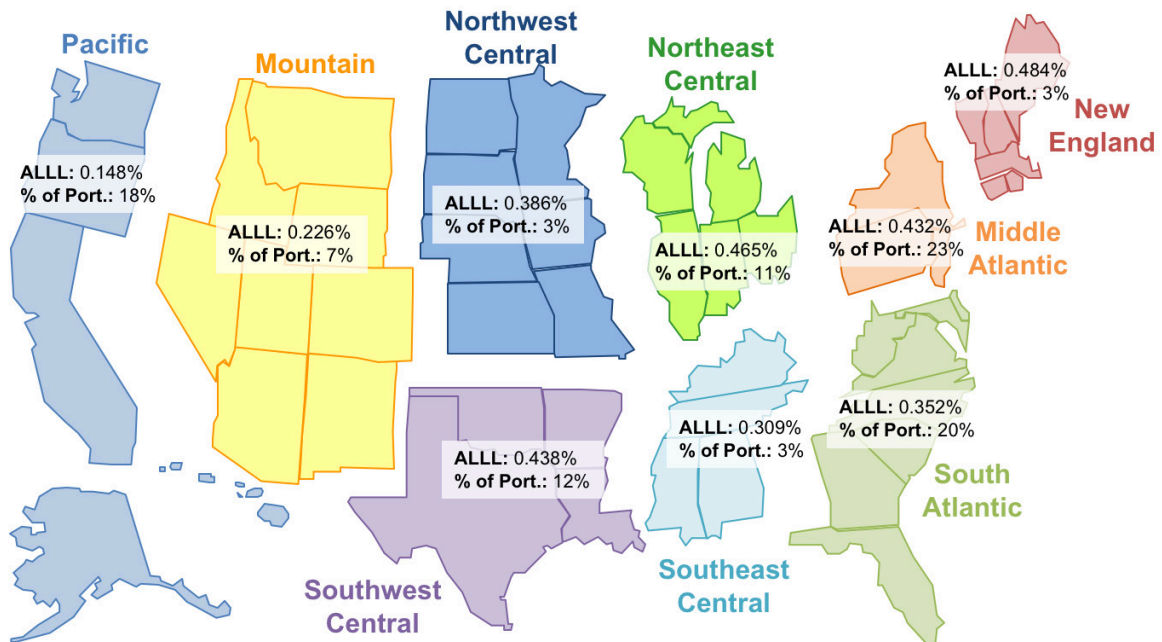 Pacific
ALLL: 0.148%
% of Port.: 18%
Mountain
ALLL: 0.226%
% of Port.: 7%
Northwest
Central
ALLL: 0.386%
% of Port.: 3%
Northeast
Central
ALLL: 0.465%
% of Port.: 11%
ALLL: 0.484%
% of Port.: 3%
New
England
ALLL: 0.432%
% of Port.: 23%
Middle
Atlantic
ALLL: 0.438%
% of Port.: 12%
Southwest
Central
ALLL: 0.309%
% of Port.: 3%
Southeast
Central
ALLL: 0.352%
% of Port.: 20%
South
Atlantic